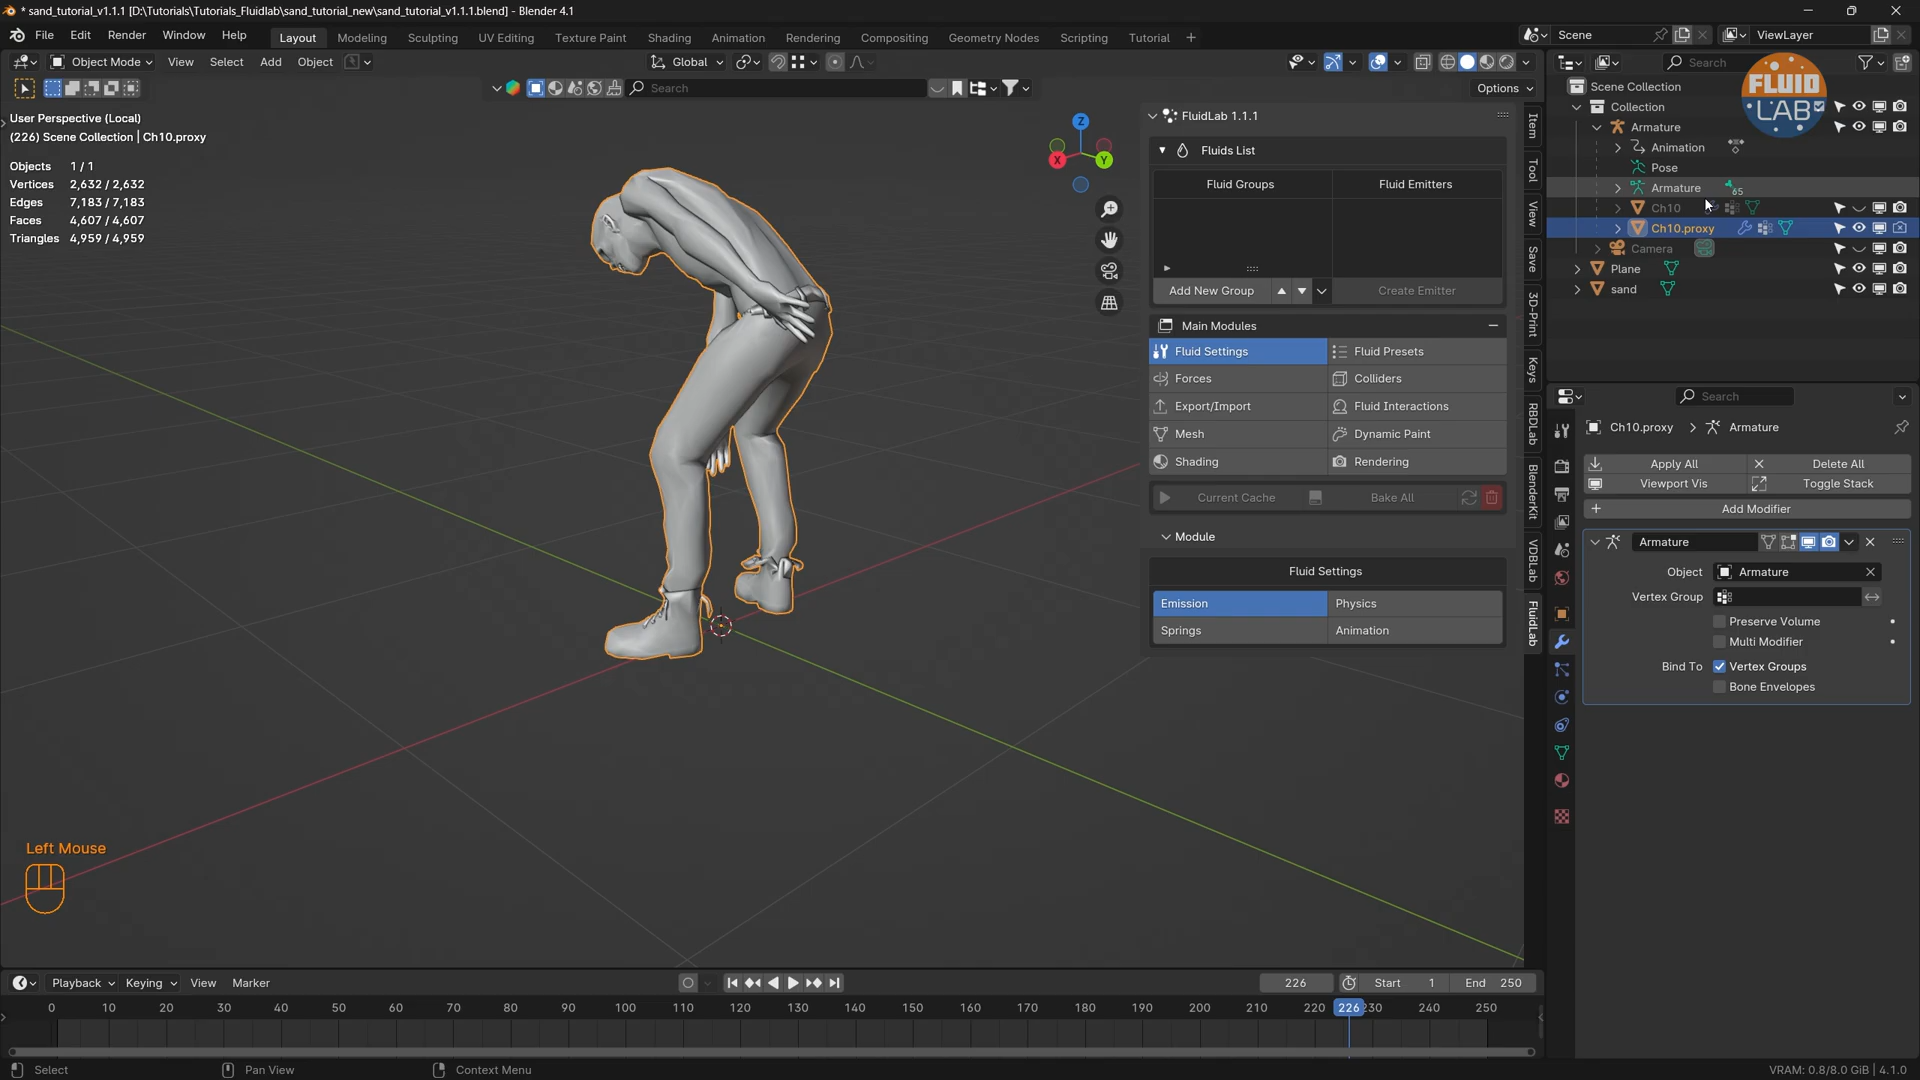 * sand_tutorial_v1.1.1 [D:\Tutorials\Tutorials_Fluidlab\sand_tutorial_new\sand_tutorial_v1.1.1.blend] - Blender 4.1
File Edit Render Window Help Layout Modeling Sculpting UV Editing Texture Paint Shading Animation Rendering Compositing Geometry Nodes Scripting Tutorial + Scene ViewLayer
Object Mode View Select Add Object Global Search
Search Options
User Perspective (Local)
(226) Scene Collection | Ch10.proxy
Objects 1 / 1
Vertices 2,632 / 2,632
Edges 7,183 / 7,183
Faces 4,607 / 4,607
Triangles 4,959 / 4,959
Z
X
Y
FluidLab 1.1.1
Fluids List
Fluid Groups Fluid Emitters
Add New Group Create Emitter
Main Modules
Fluid Settings Fluid Presets
Forces Colliders
Export/Import Fluid Interactions
Mesh Dynamic Paint
Shading Rendering
Current Cache Bake All
Module
Fluid Settings
Emission Physics
Springs Animation
Item
Tool
View
Save
3D-Print
Keys
RBDLab
BlenderKit
VDBLab
FluidLab
FLUID
LAB
Scene Collection
Collection
Armature
Animation
Pose
Armature 65
Ch10
Ch10.proxy
Camera
Plane
sand
Search
Ch10.proxy > Armature
Apply All Delete All
Viewport Vis Toggle Stack
Add Modifier
Armature
Object Armature
Vertex Group
Preserve Volume
Multi Modifier
Bind To Vertex Groups
Bone Envelopes
Left Mouse
Playback Keying View Marker 226 Start 1 End 250
0 10 20 30 40 50 60 70 80 90 100 110 120 130 140 150 160 170 180 190 200 210 220 226 230 240 250
Select Pan View Context Menu VRAM: 0.8/8.0 GiB | 4.1.0